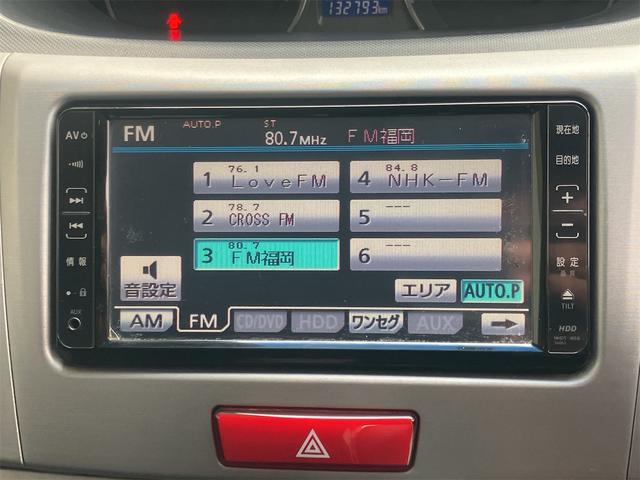 132793km
AV
現在地
目的地
情報
AUX
設定
TILT
HDD
FM AUTO.P ST 80.7MHz FM福岡
1 76.1 LoveFM
4 84.8 NHK-FM
2 78.7 CROSS FM
5 ---
3 80.7 FM福岡
6 ---
音設定
エリア AUTO.P
AM FM CD/DVD HDD ワンセグ AUX